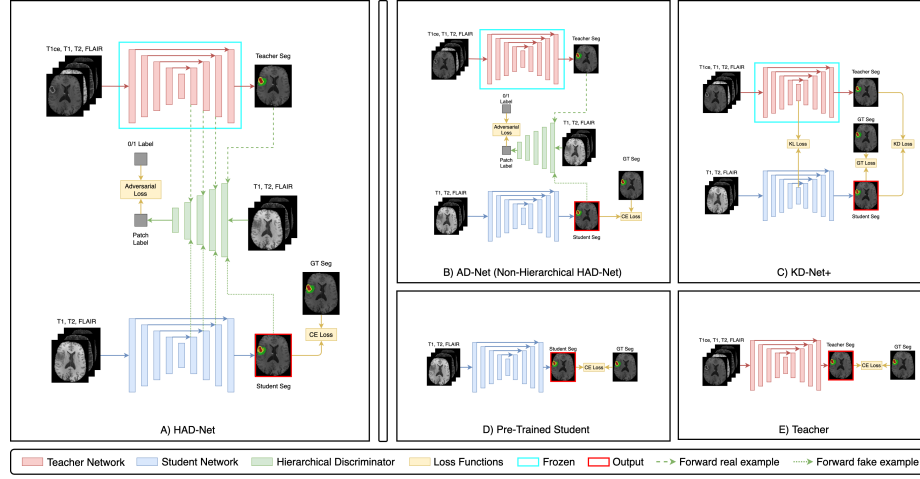 T1ce, T1, T2, FLAIR
Teacher Seg
0/1 Label
Adversarial
Loss
Patch
Label
T1, T2, FLAIR
GT Seg
CE Loss
T1, T2, FLAIR
Student Seg
A) HAD-Net
T1ce, T1, T2, FLAIR
Teacher Seg
0/1
Label
Adversarial
Loss
Patch
Label
T1, T2, FLAIR
GT Seg
T1, T2, FLAIR
CE Loss
Student Seg
B) AD-Net (Non-Hierarchical HAD-Net)
T1ce, T1, T2, FLAIR
Teacher Seg
GT Seg
KL Loss
KD Loss
GT Loss
T1, T2, FLAIR
Student Seg
C) KD-Net+
T1, T2, FLAIR
Student Seg
GT Seg
CE Loss
D) Pre-Trained Student
T1ce, T1, T2, FLAIR
Teacher Seg
GT Seg
CE Loss
E) Teacher
Teacher Network
Student Network
Hierarchical Discriminator
Loss Functions
Frozen
Output
Forward real example
Forward fake example